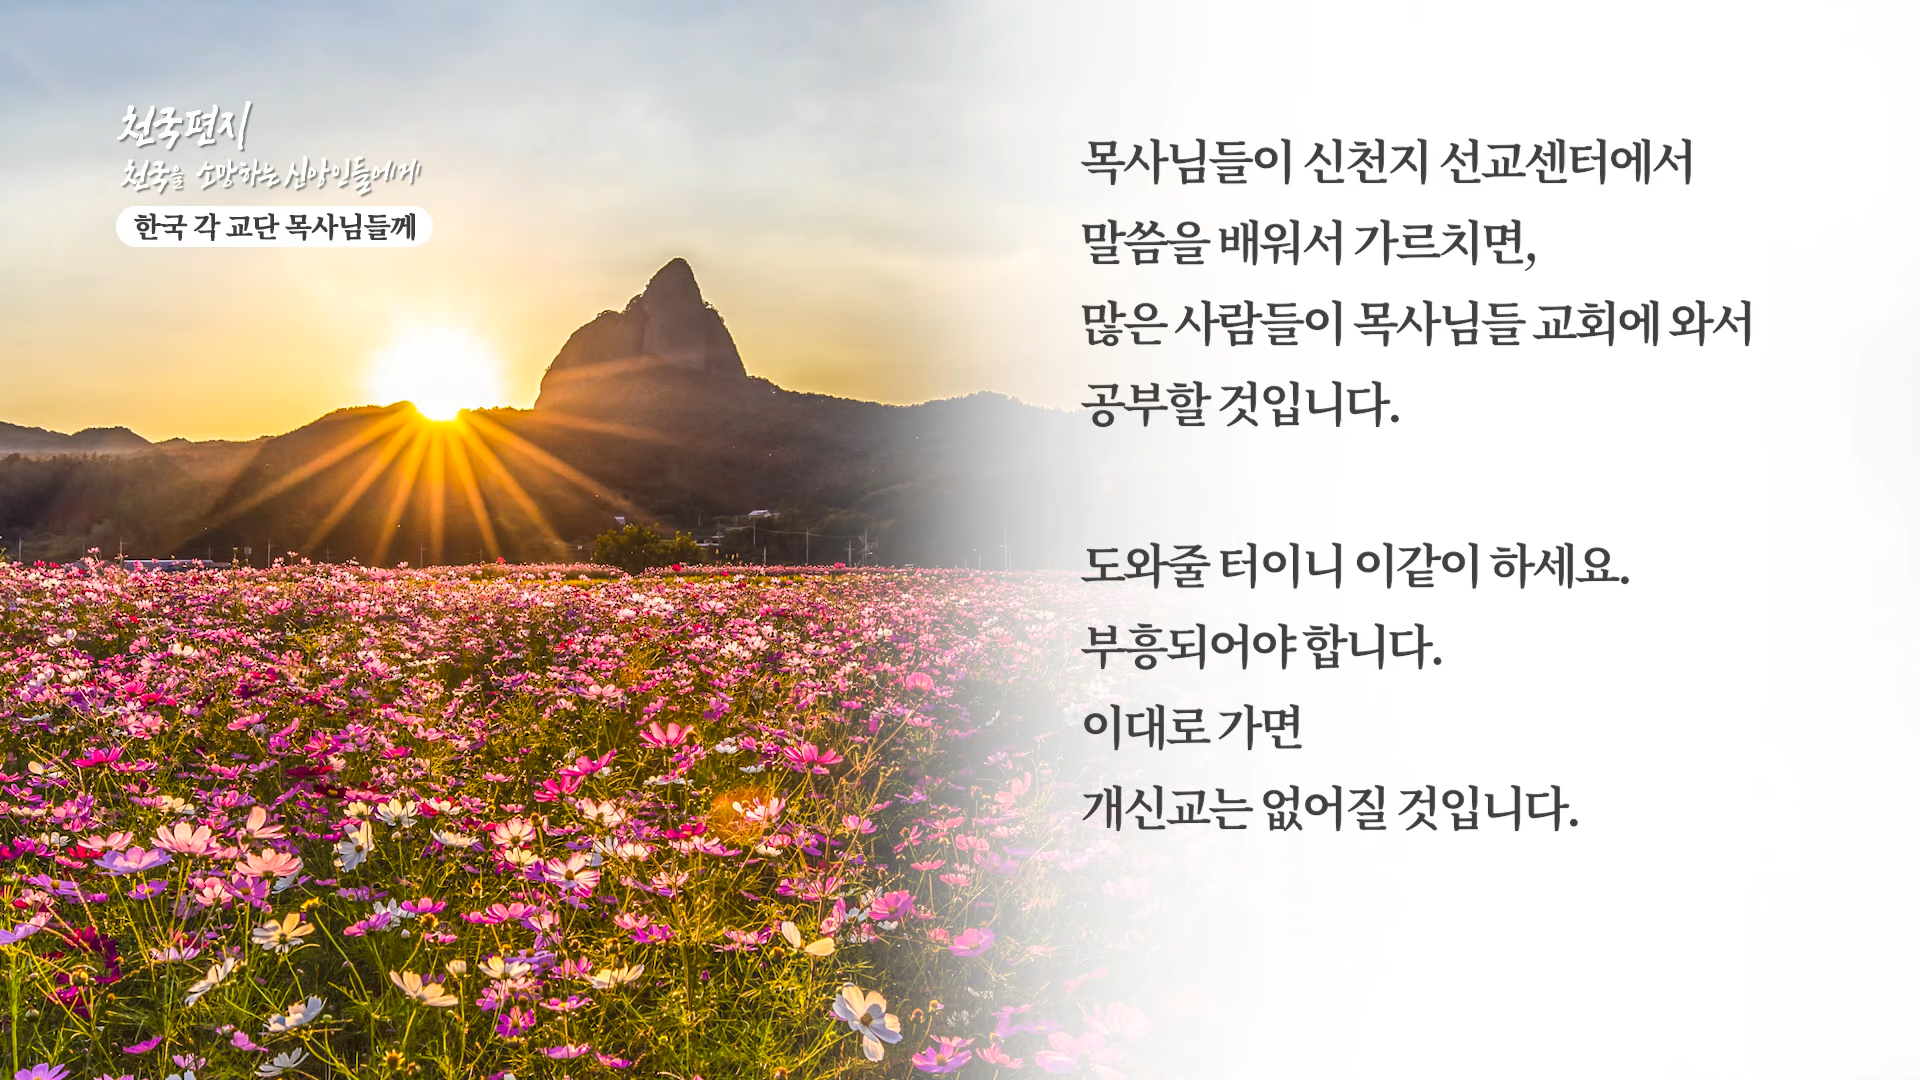 천국편지
천국을 소망하는 신앙인들에게
한국 각 교단 목사님들께
목사님들이 신천지 선교센터에서
말씀을 배워서 가르치면,
많은 사람들이 목사님들 교회에 와서
공부할 것입니다.
도와줄 터이니 이같이 하세요.
부흥되어야 합니다.
이대로 가면
개신교는 없어질 것입니다.